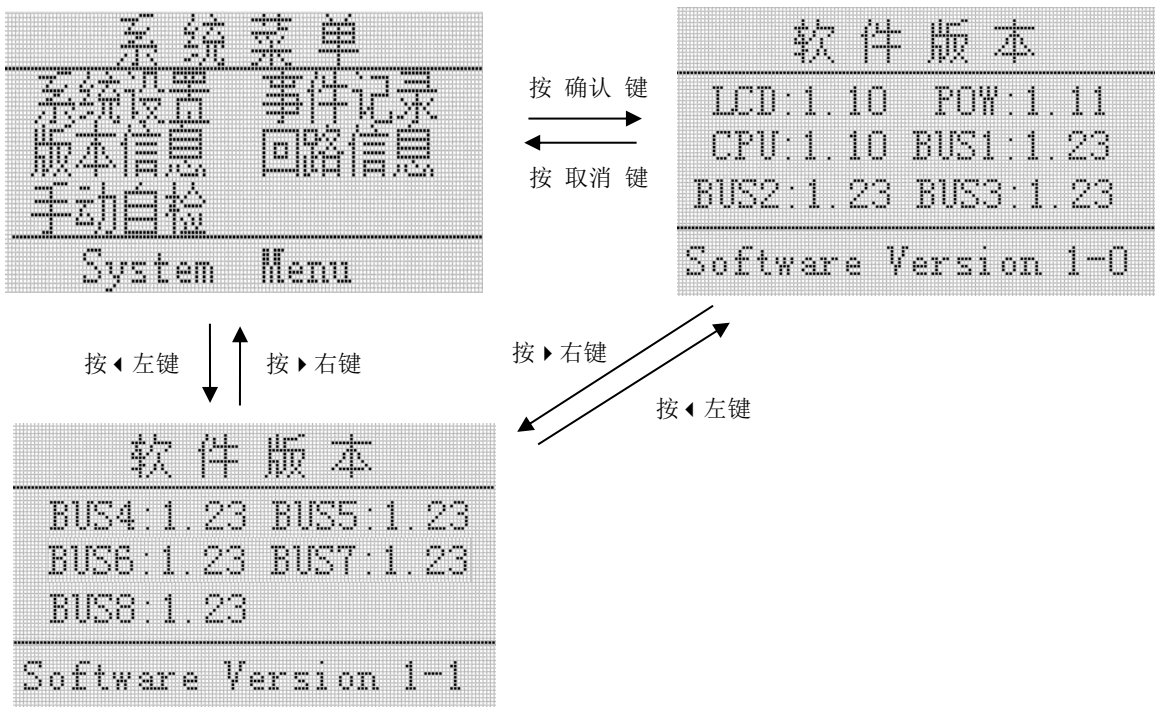 系统菜单
系统设置 事件记录
版本信息 回路信息
手动自检
System Menu
按 确认 键
按 取消 键
软件版本
LCD:1.10 POW:1.11
CPU:1.10 BUS1:1.23
BUS2:1.23 BUS3:1.23
Software Version 1-0
按 左键
按 右键
按 右键
按 左键
软件版本
BUS4:1.23 BUS5:1.23
BUS6:1.23 BUS7:1.23
BUS8:1.23
Software Version 1-1